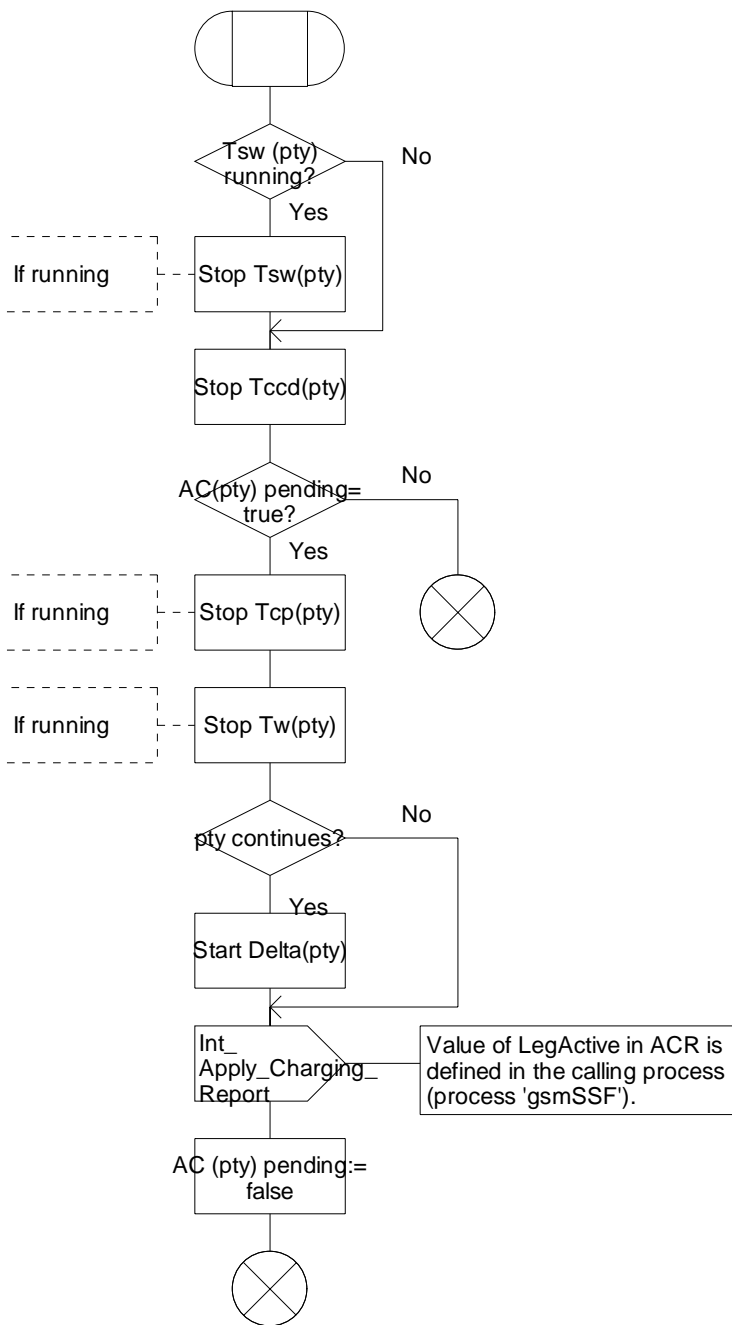 Tsw (pty)
running?
No
Yes
If running
Stop Tsw(pty)
Stop Tccd(pty)
AC(pty) pending=
true?
No
Yes
If running
Stop Tcp(pty)
If running
Stop Tw(pty)
pty continues?
No
Yes
Start Delta(pty)
Int_
Apply_Charging_
Report
Value of LegActive in ACR is
defined in the calling process
(process 'gsmSSF').
AC (pty) pending:=
false